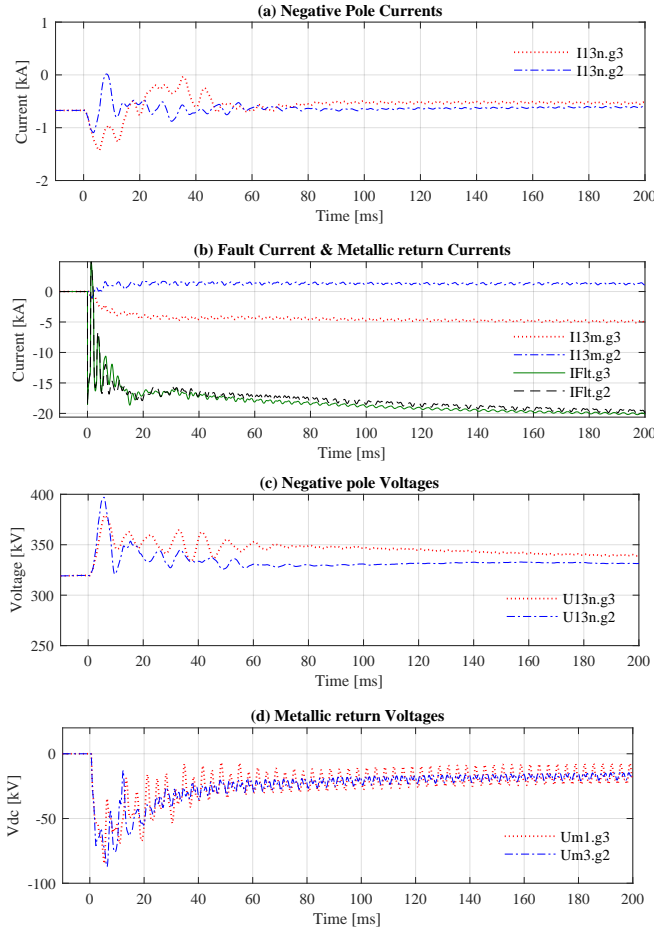 (a) Negative Pole Currents
1
0
-1
-2
Current [kA]
I13n.g3
I13n.g2
0 20 40 60 80 100 120 140 160 180 200
Time [ms]
(b) Fault Current & Metallic return Currents
0
-5
-10
-15
-20
Current [kA]
I13m.g3
I13m.g2
IFlt.g3
IFlt.g2
0 20 40 60 80 100 120 140 160 180 200
Time [ms]
(c) Negative pole Voltages
400
350
300
250
Voltage [kV]
U13n.g3
U13n.g2
0 20 40 60 80 100 120 140 160 180 200
Time [ms]
(d) Metallic return Voltages
0
-50
-100
Vdc [kV]
Um1.g3
Um3.g2
0 20 40 60 80 100 120 140 160 180 200
Time [ms]